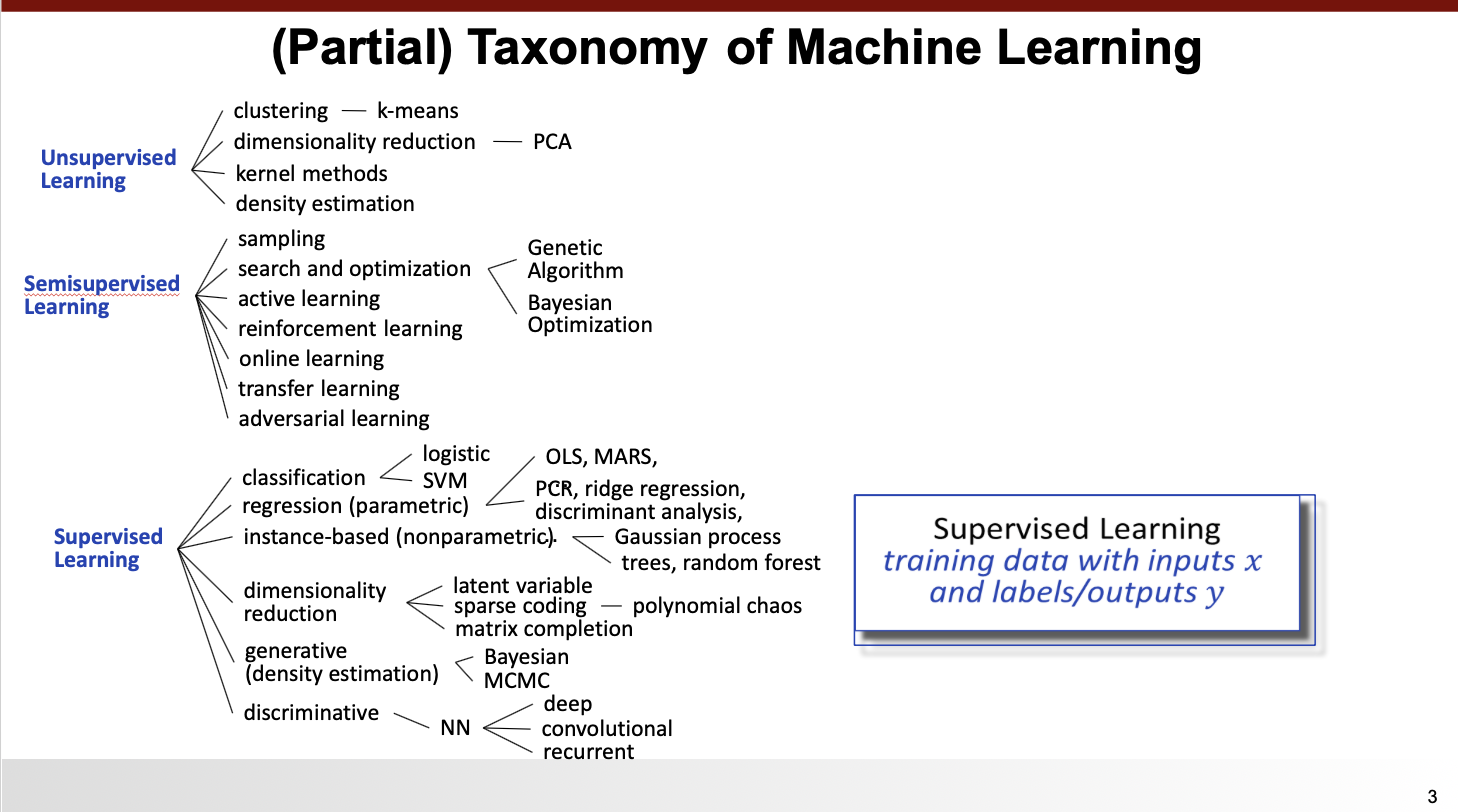 (Partial) Taxonomy of Machine Learning
Unsupervised
Learning
clustering
k-means
dimensionality reduction
PCA
kernel methods
density estimation
Semisupervised
Learning
sampling
search and optimization
Genetic
Algorithm
Bayesian
Optimization
active learning
reinforcement learning
online learning
transfer learning
adversarial learning
Supervised
Learning
classification
logistic
SVM
regression (parametric)
OLS, MARS,
PCR, ridge regression,
discriminant analysis,
instance-based (nonparametric).
Gaussian process
trees, random forest
dimensionality
reduction
latent variable
sparse coding
polynomial chaos
matrix completion
generative
(density estimation)
Bayesian
MCMC
discriminative
NN
deep
convolutional
recurrent
Supervised Learning
training data with inputs x
and labels/outputs y
3